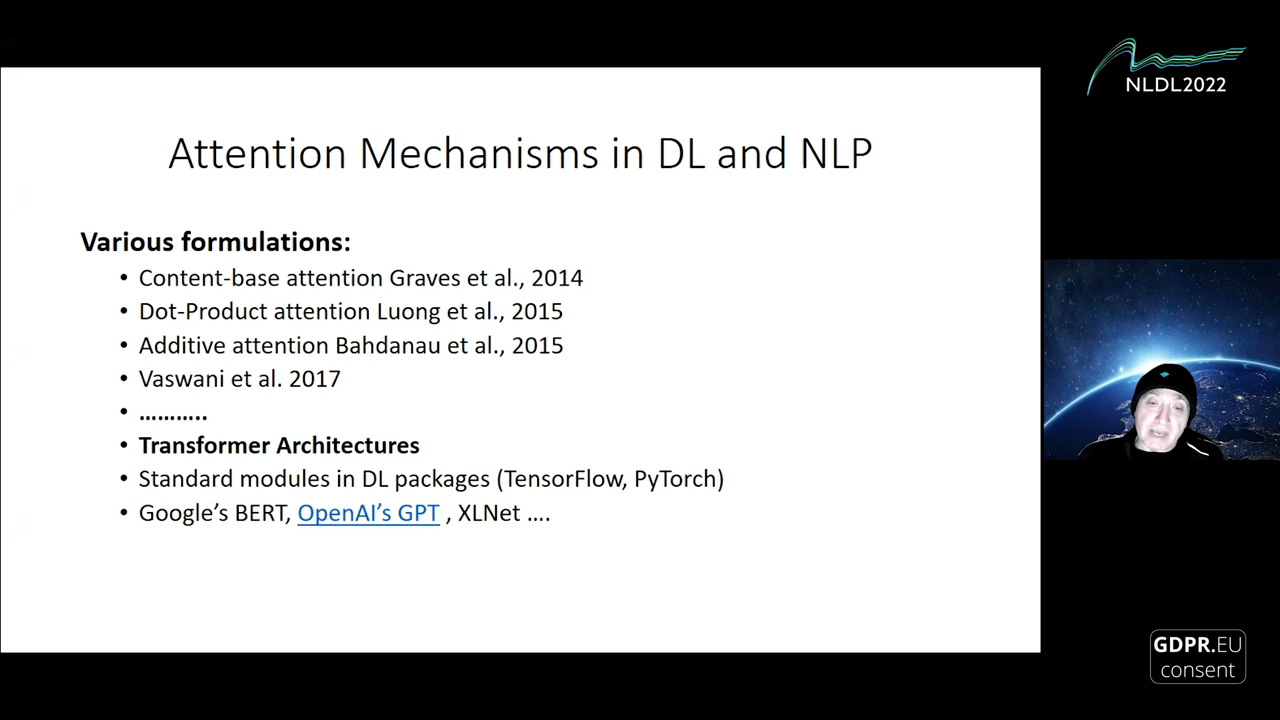 NLDL2022
Attention Mechanisms in DL and NLP
Various formulations:
• Content-base attention Graves et al., 2014
• Dot-Product attention Luong et al., 2015
• Additive attention Bahdanau et al., 2015
• Vaswani et al. 2017
• ………..
• Transformer Architectures
• Standard modules in DL packages (TensorFlow, PyTorch)
• Google’s BERT, OpenAI’s GPT , XLNet ….
GDPR.EU
consent